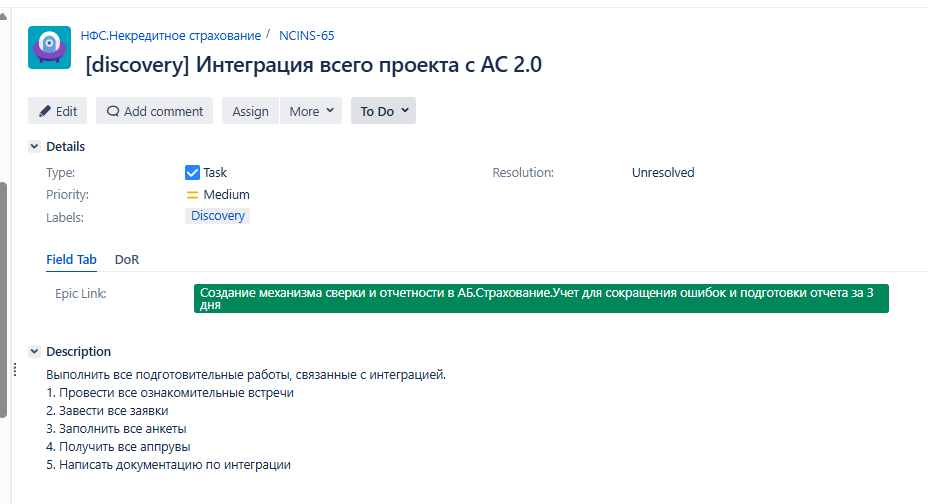 НФС.Некредитное страхование / NCINS-65
[discovery] Интеграция всего проекта с АС 2.0
Edit Add comment Assign More To Do
Details
Type: Task Resolution: Unresolved
Priority: Medium
Labels: Discovery
Field Tab DoR
Epic Link: Создание механизма сверки и отчетности в АБ.Страхование.Учет для сокращения ошибок и подготовки отчета за 3
дня
Description
Выполнить все подготовительные работы, связанные с интеграцией.
1. Провести все ознакомительные встречи
2. Завести все заявки
3. Заполнить все анкеты
4. Получить все аппрувы
5. Написать документацию по интеграции